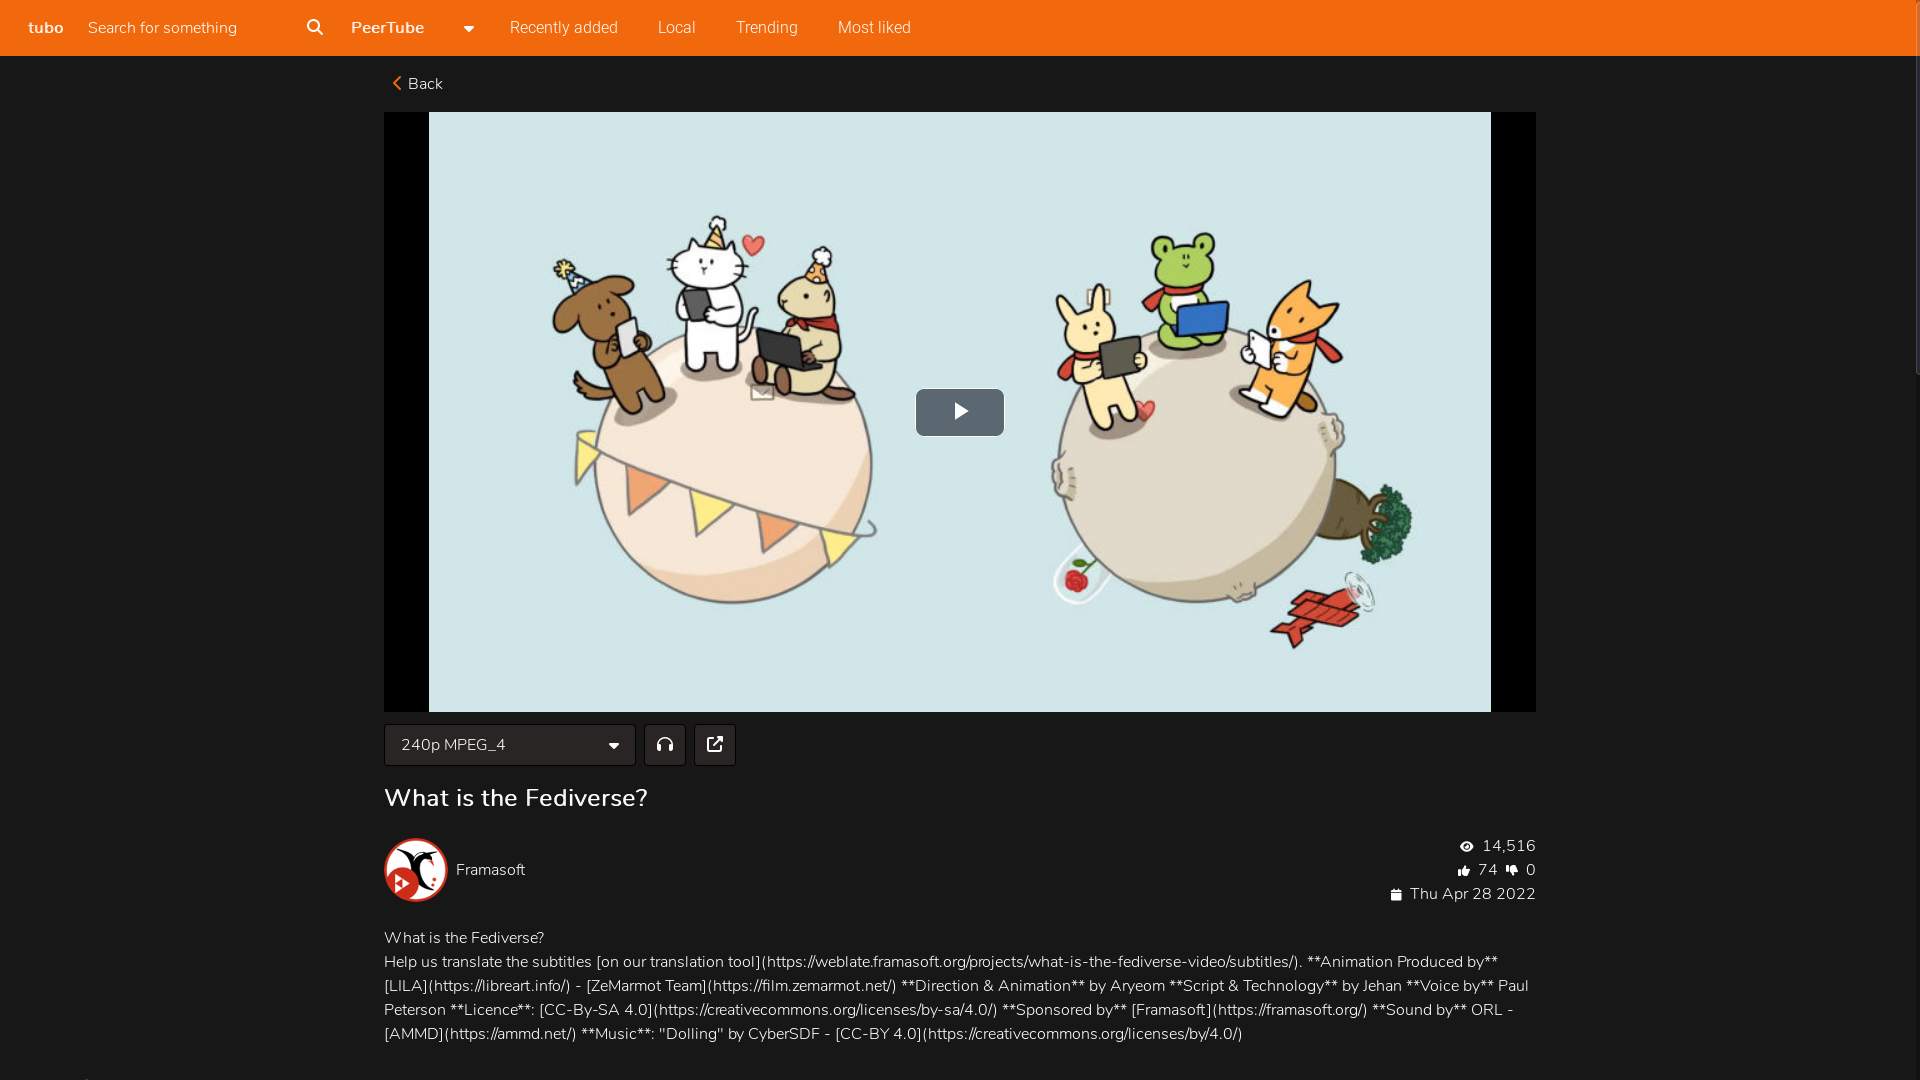 tubo Search for something PeerTube Recently added Local Trending Most liked
Back
240p MPEG_4
What is the Fediverse?
14,516
Framasoft 74 0
Thu Apr 28 2022
What is the Fediverse?
Help us translate the subtitles [on our translation tool](https://weblate.framasoft.org/projects/what-is-the-fediverse-video/subtitles/). **Animation Produced by**
[LILA](https://libreart.info/) - [ZeMarmot Team](https://film.zemarmot.net/) **Direction & Animation** by Aryeom **Script & Technology** by Jehan **Voice by** Paul
Peterson **Licence**: [CC-By-SA 4.0](https://creativecommons.org/licenses/by-sa/4.0/) **Sponsored by** [Framasoft](https://framasoft.org/) **Sound by** ORL -
[AMMD](https://ammd.net/) **Music**: "Dolling" by CyberSDF - [CC-BY 4.0](https://creativecommons.org/licenses/by/4.0/)